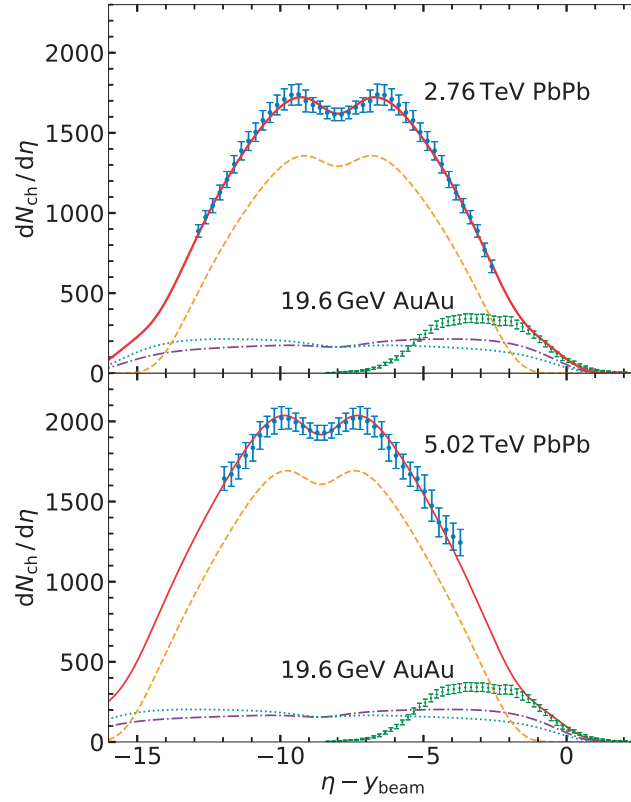 2000
1500
1000
500
0
dN_ch/dη
2.76 TeV PbPb
19.6 GeV AuAu
2000
1500
1000
500
0
dN_ch/dη
5.02 TeV PbPb
19.6 GeV AuAu
−15 −10 −5 0
η − y_beam